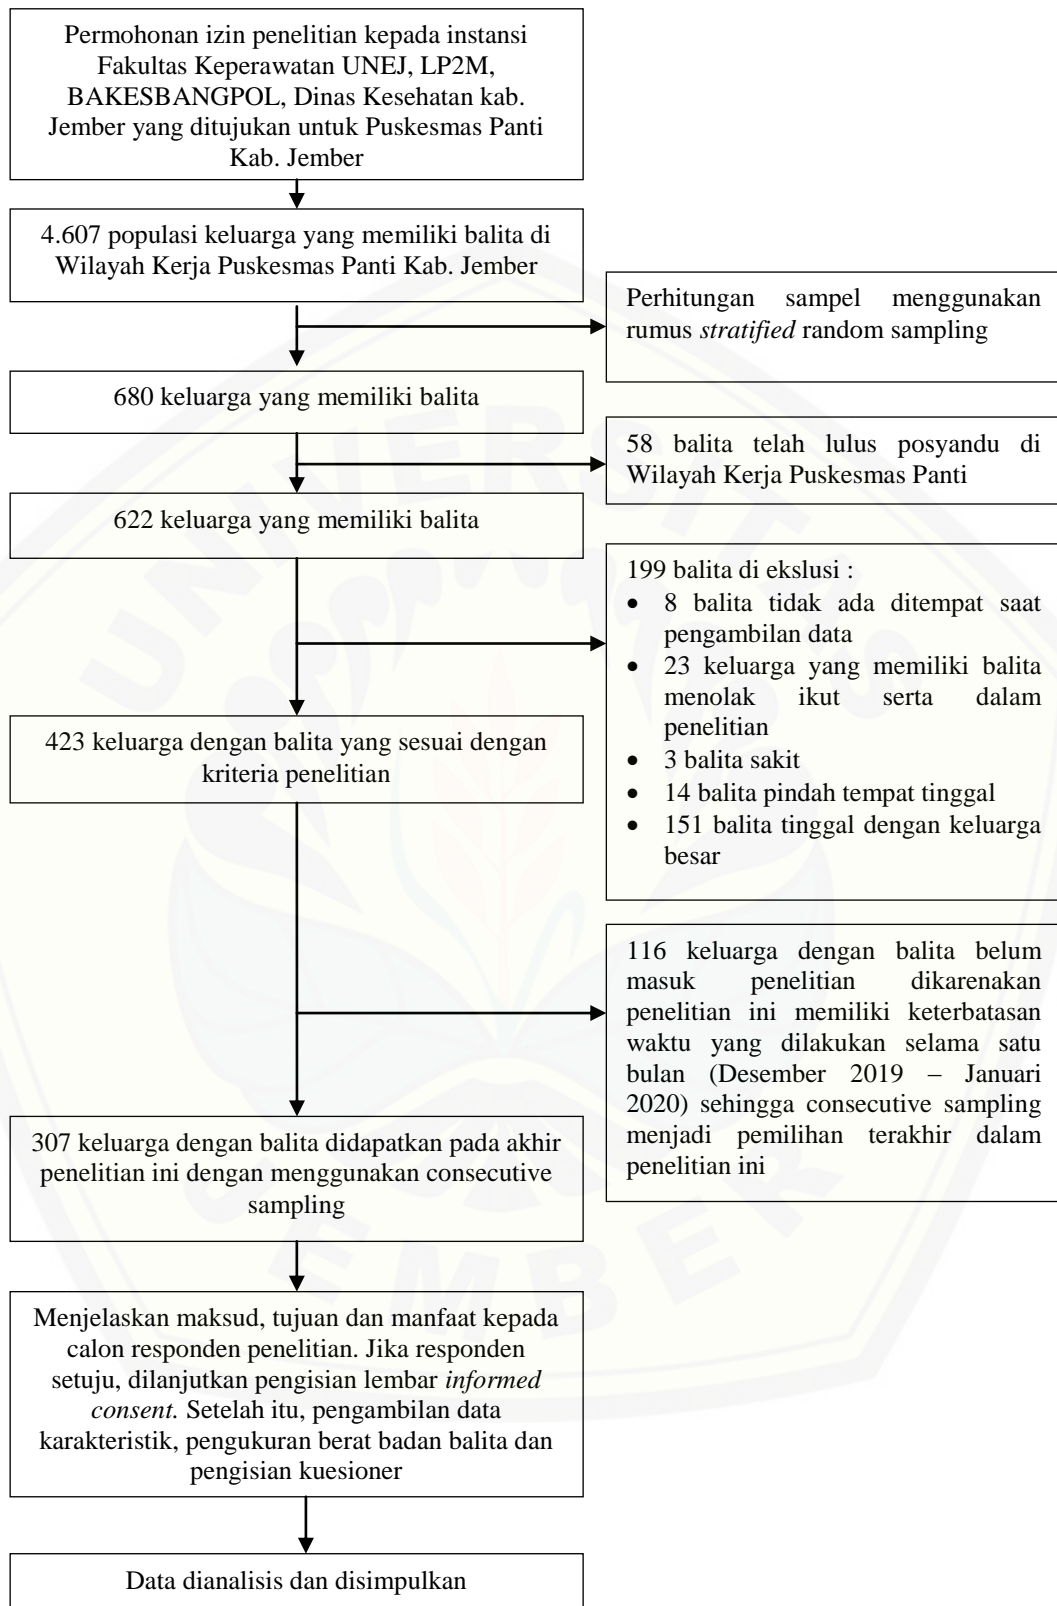 Permohonan izin penelitian kepada instansi
Fakultas Keperawatan UNEJ, LP2M,
BAKESBANGPOL, Dinas Kesehatan kab.
Jember yang ditujukan untuk Puskesmas Panti
Kab. Jember
4.607 populasi keluarga yang memiliki balita di
Wilayah Kerja Puskesmas Panti Kab. Jember
Perhitungan sampel menggunakan
rumus stratified random sampling
680 keluarga yang memiliki balita
58 balita telah lulus posyandu di
Wilayah Kerja Puskesmas Panti
622 keluarga yang memiliki balita
199 balita di ekslusi :
• 8 balita tidak ada ditempat saat
pengambilan data
• 23 keluarga yang memiliki balita
menolak ikut serta dalam
penelitian
• 3 balita sakit
• 14 balita pindah tempat tinggal
• 151 balita tinggal dengan keluarga
besar
423 keluarga dengan balita yang sesuai dengan
kriteria penelitian
116 keluarga dengan balita belum
masuk penelitian dikarenakan
penelitian ini memiliki keterbatasan
waktu yang dilakukan selama satu
bulan (Desember 2019 – Januari
2020) sehingga consecutive sampling
menjadi pemilihan terakhir dalam
penelitian ini
307 keluarga dengan balita didapatkan pada akhir
penelitian ini dengan menggunakan consecutive
sampling
Menjelaskan maksud, tujuan dan manfaat kepada
calon responden penelitian. Jika responden
setuju, dilanjutkan pengisian lembar informed
consent. Setelah itu, pengambilan data
karakteristik, pengukuran berat badan balita dan
pengisian kuesioner
Data dianalisis dan disimpulkan
UNIVERSITAS
JEMBER